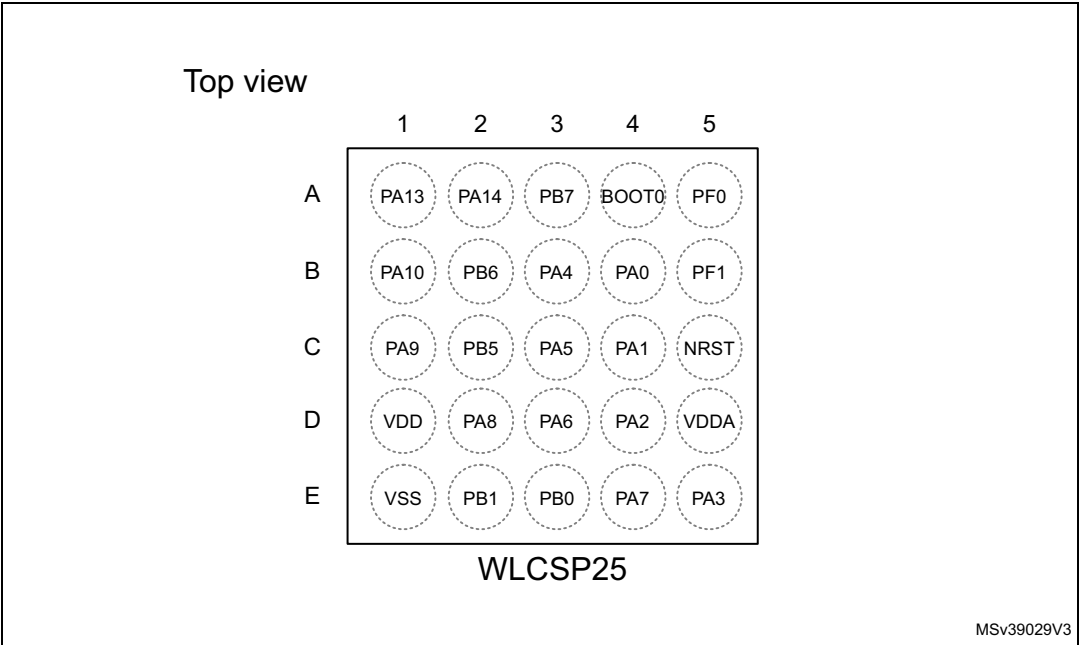 Top view
1 2 3 4 5
A PA13 PA14 PB7 BOOT0 PF0
B PA10 PB6 PA4 PA0 PF1
C PA9 PB5 PA5 PA1 NRST
D VDD PA8 PA6 PA2 VDDA
E VSS PB1 PB0 PA7 PA3
WLCSP25
MSv39029V3